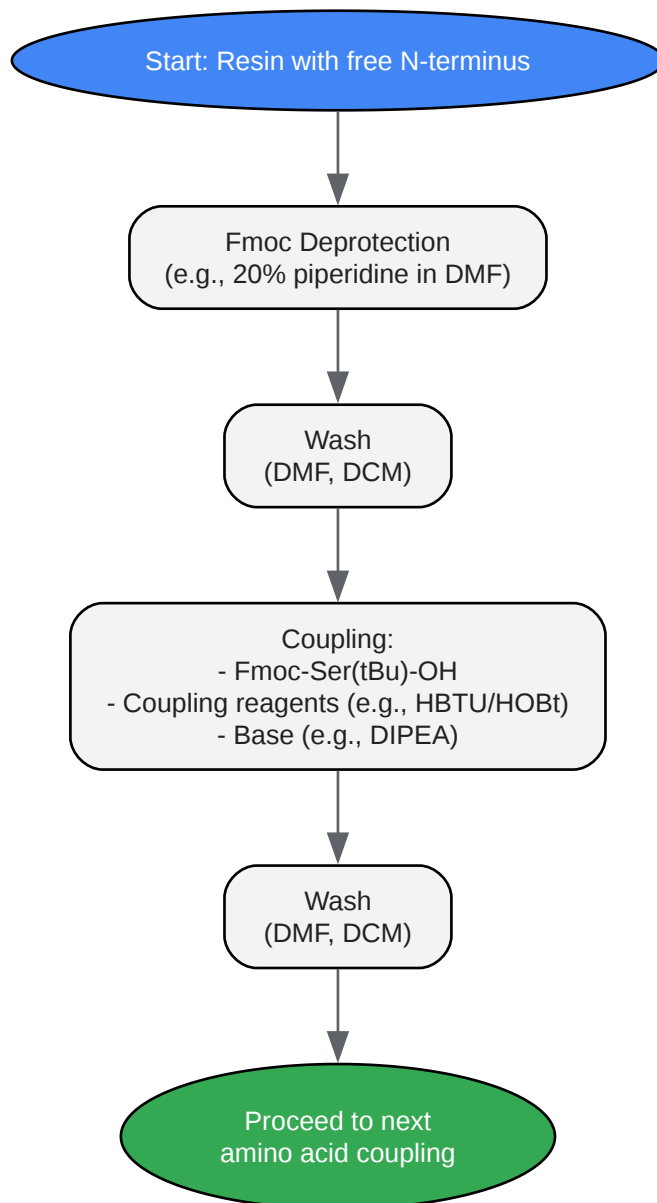 Start: Resin with free N-terminus
Fmoc Deprotection
(e.g., 20% piperidine in DMF)
Wash
(DMF, DCM)
Coupling:
- Fmoc-Ser(tBu)-OH
- Coupling reagents (e.g., HBTU/HOBt)
- Base (e.g., DIPEA)
Wash
(DMF, DCM)
Proceed to next
amino acid coupling